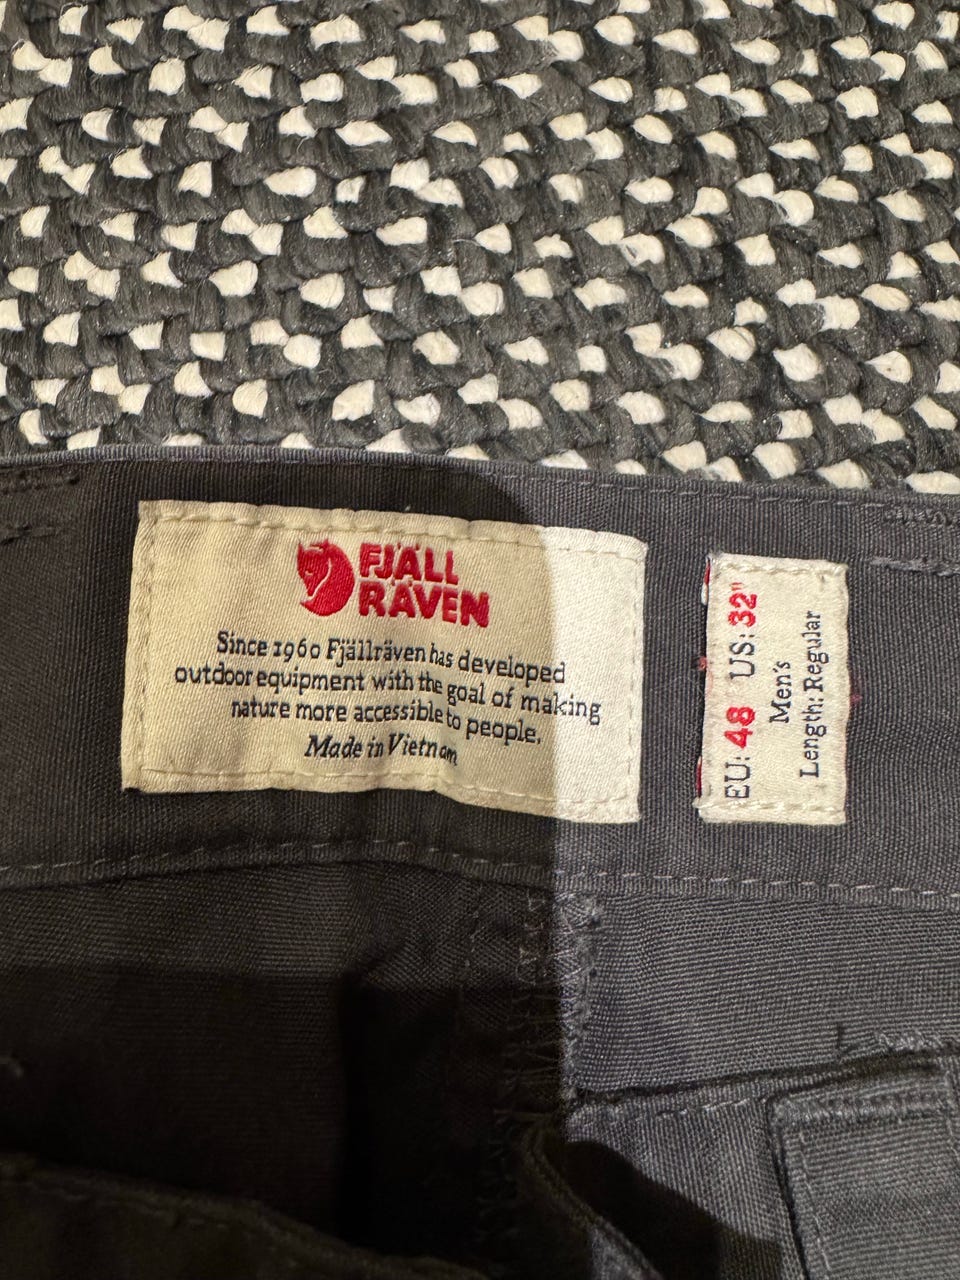 FJÄLL
RÄVEN
Since 1960 Fjällräven has developed
outdoor equipment with the goal of making
nature more accessible to people.
Made in Vietnam
EU: 48 US: 32"
Men's
Length: Regular